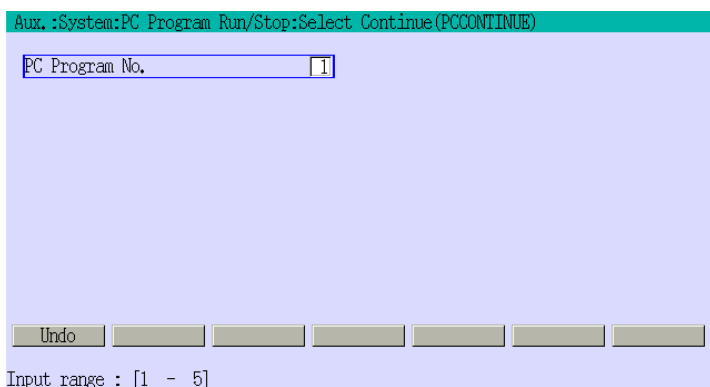 Aux.:System:PC Program Run/Stop:Select Continue(PCCONTINUE)
PC Program No. 1
Undo
Input range : [1 - 5]